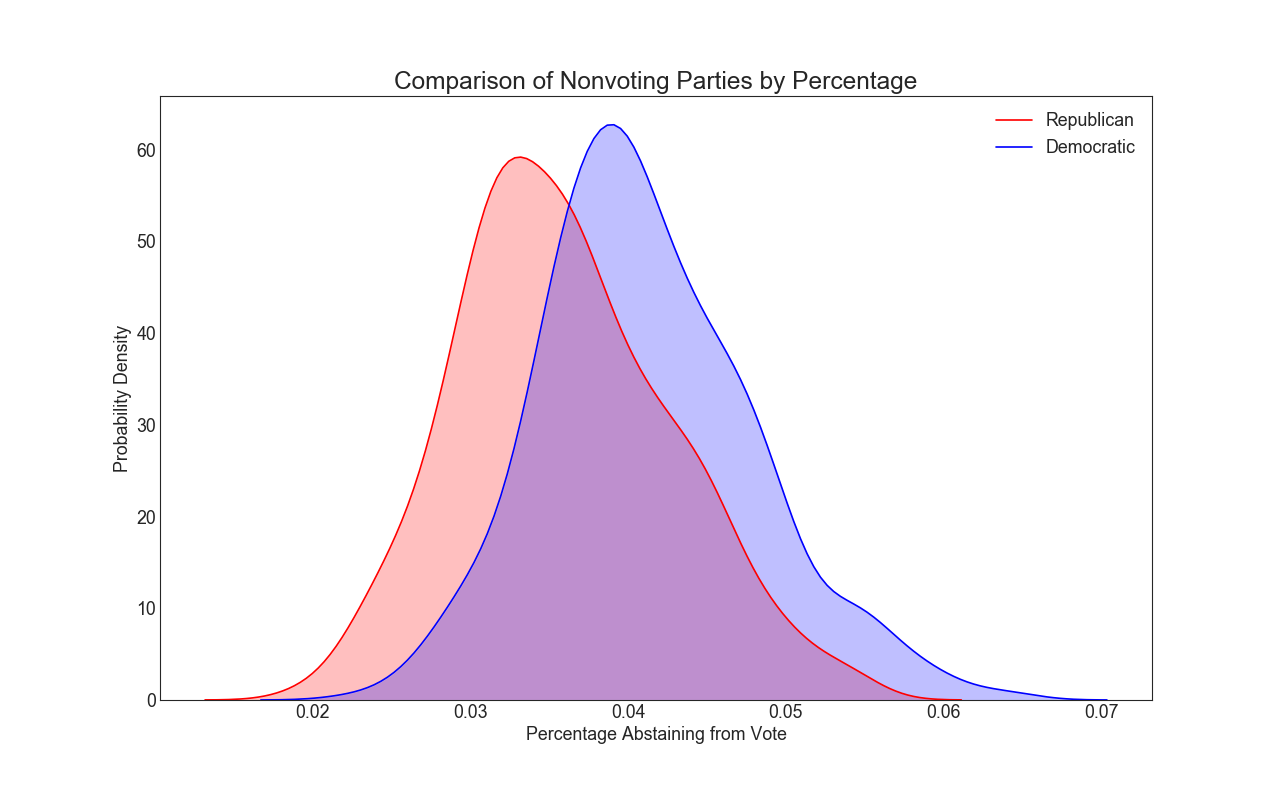 Comparison of Nonvoting Parties by Percentage
Republican
Democratic
60
50
40
30
20
10
0
Probability Density
0.02 0.03 0.04 0.05 0.06 0.07
Percentage Abstaining from Vote